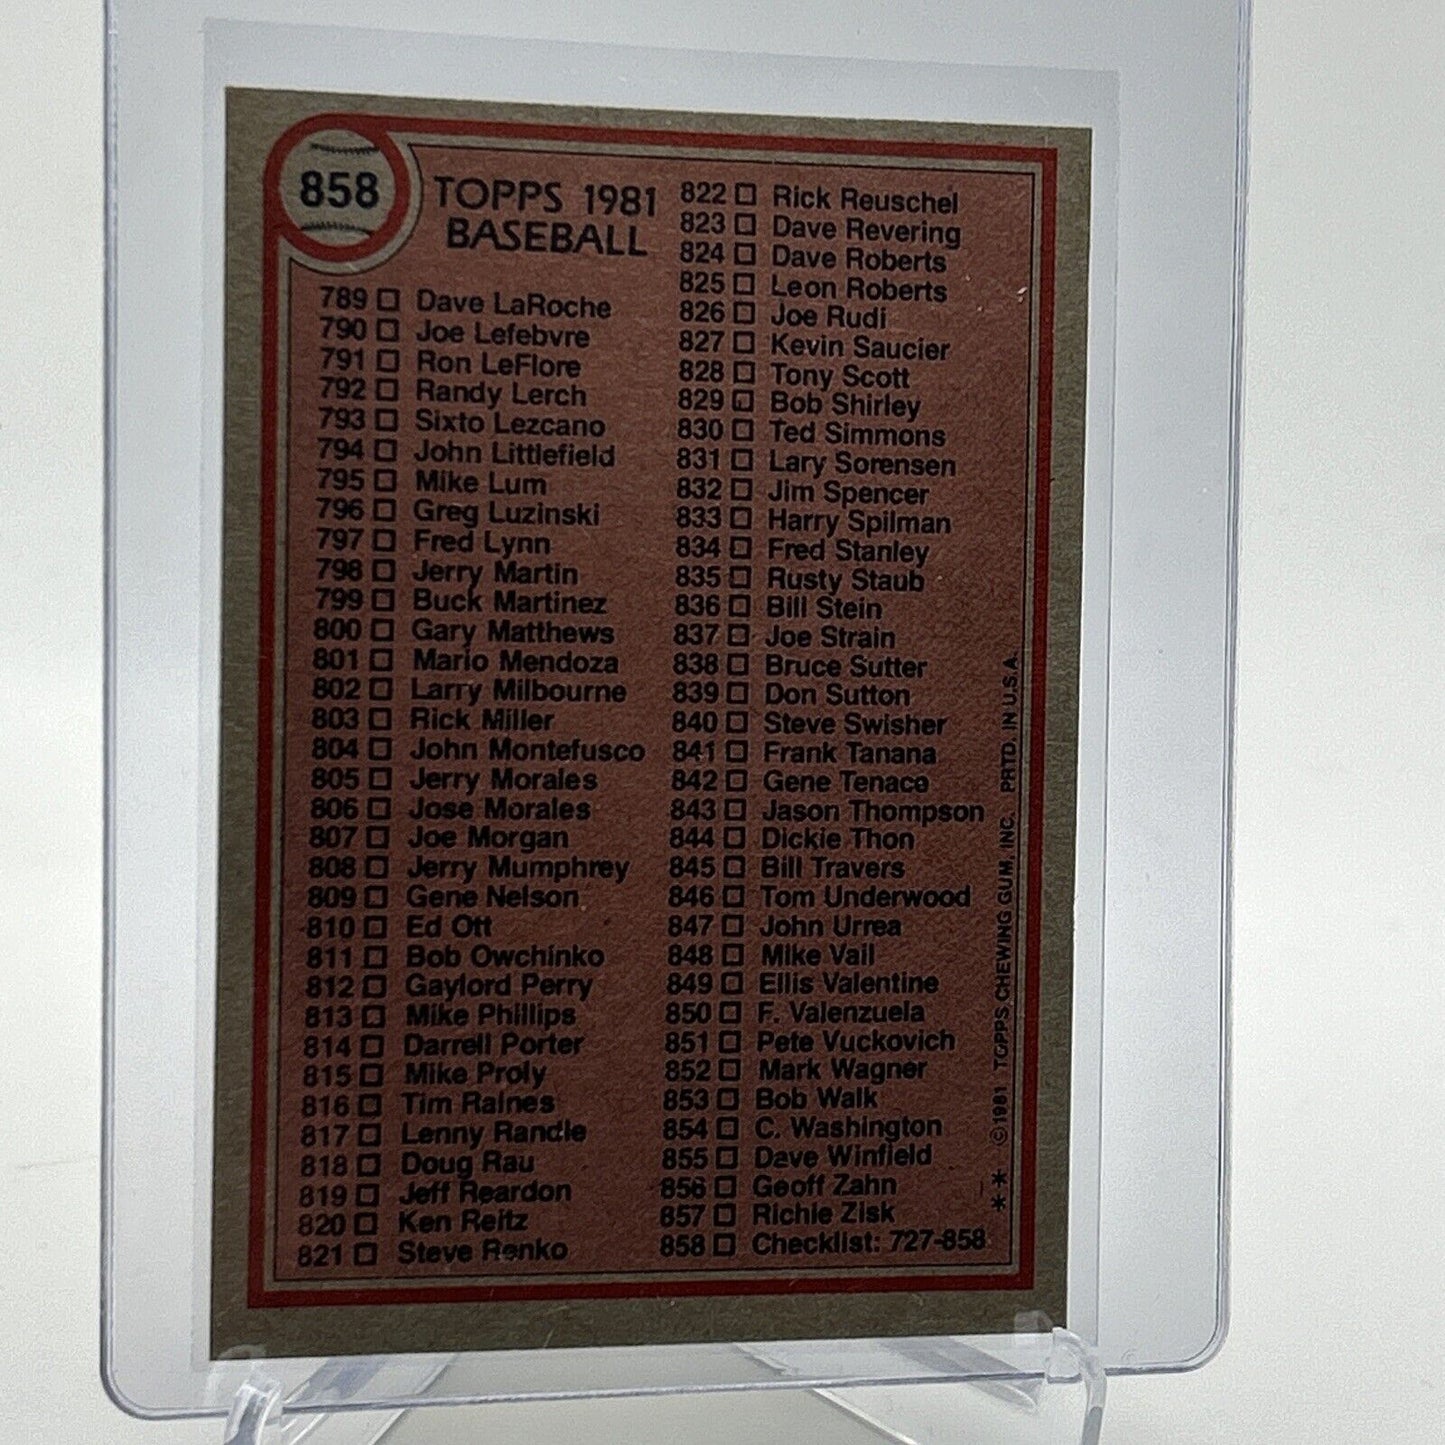 858
TOPPS 1981
BASEBALL
789 Dave LaRoche
790 Joe Lefebvre
791 Ron LeFlore
792 Randy Lerch
793 Sixto Lezcano
794 John Littlefield
795 Mike Lum
796 Greg Luzinski
797 Fred Lynn
798 Jerry Martin
799 Buck Martinez
800 Gary Matthews
801 Mario Mendoza
802 Larry Milbourne
803 Rick Miller
804 John Montefusco
805 Jerry Morales
806 Jose Morales
807 Joe Morgan
808 Jerry Mumphrey
809 Gene Nelson
810 Ed Ott
811 Bob Owchinko
812 Gaylord Perry
813 Mike Phillips
814 Darrell Porter
815 Mike Proly
816 Tim Raines
817 Lenny Randle
818 Doug Rau
819 Jeff Reardon
820 Ken Reitz
821 Steve Renko
822 Rick Reuschel
823 Dave Revering
824 Dave Roberts
825 Leon Roberts
826 Joe Rudi
827 Kevin Saucier
828 Tony Scott
829 Bob Shirley
830 Ted Simmons
831 Lary Sorensen
832 Jim Spencer
833 Harry Spilman
834 Fred Stanley
835 Rusty Staub
836 Bill Stein
837 Joe Strain
838 Bruce Sutter
839 Don Sutton
840 Steve Swisher
841 Frank Tanana
842 Gene Tenace
843 Jason Thompson
844 Dickie Thon
845 Bill Travers
846 Tom Underwood
847 John Urrea
848 Mike Vail
849 Ellis Valentine
850 F. Valenzuela
851 Pete Vuckovich
852 Mark Wagner
853 Bob Walk
854 C. Washington
855 Dave Winfield
856 Geoff Zahn
857 Richie Zisk
858 Checklist: 727-858
** ©1981 TOPPS CHEWING GUM, INC. PRTD. IN U.S.A.